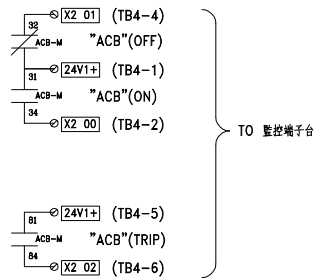 32 X2 01 (TB4-4)
ACB-M "ACB"(OFF)
31 24V1+ (TB4-1)
ACB-M "ACB"(ON)
34 X2 00 (TB4-2)
TO 監控端子台
81 24V1+ (TB4-5)
ACB-M "ACB"(TRIP)
84 X2 02 (TB4-6)